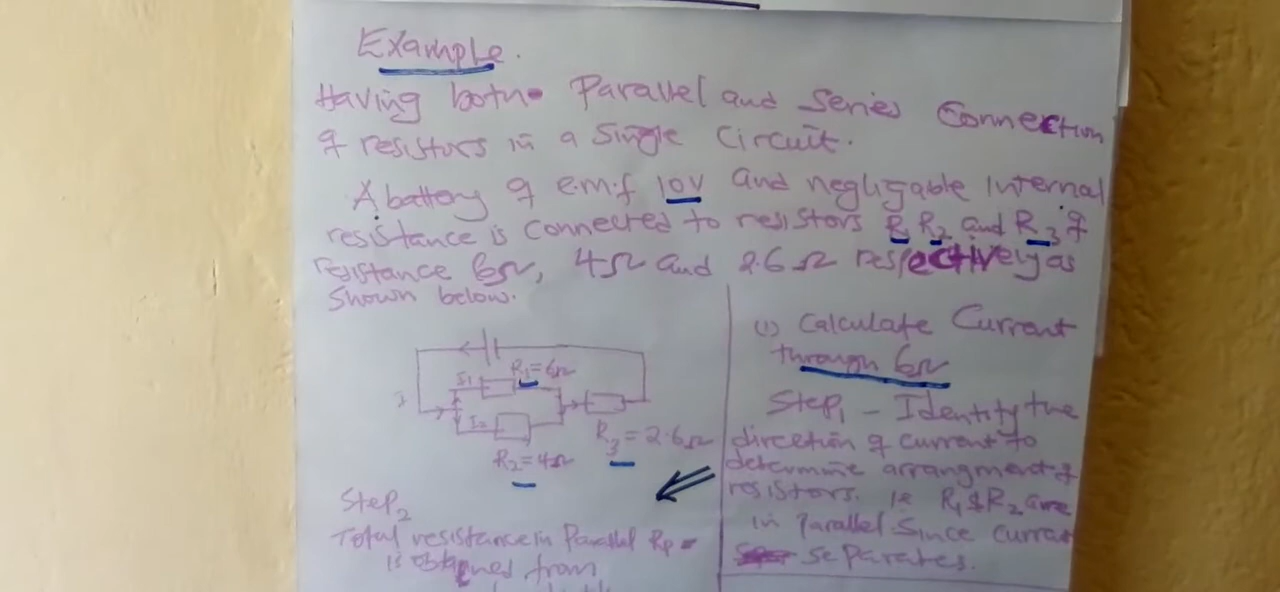 Example.
Having both Parallel and Series Connection
of resistors in a Single Circuit.
A battery of e.m.f 10V and negligable Internal
resistance is connected to resistors R1 R2 and R3 of
resistance 6Ω, 4Ω and 2.6Ω respectively as
Shown below.
I1
R1=6Ω
I
I2
R2=4Ω
R3=2.6Ω
Step2
Total resistance in Parallel Rp
is obtained from
(i) Calculate Current
through 6Ω
Step1 - Identity the
direction of current to
determine arrangment of
resistors. ie R1 & R2 are
in Parallel Since Current
separates.